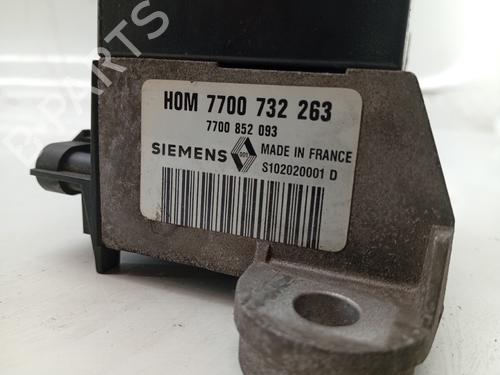 HOM 7700 732 263
7700 852 093
SIEMENS MADE IN FRANCE
S102020001 D
B-PARTS